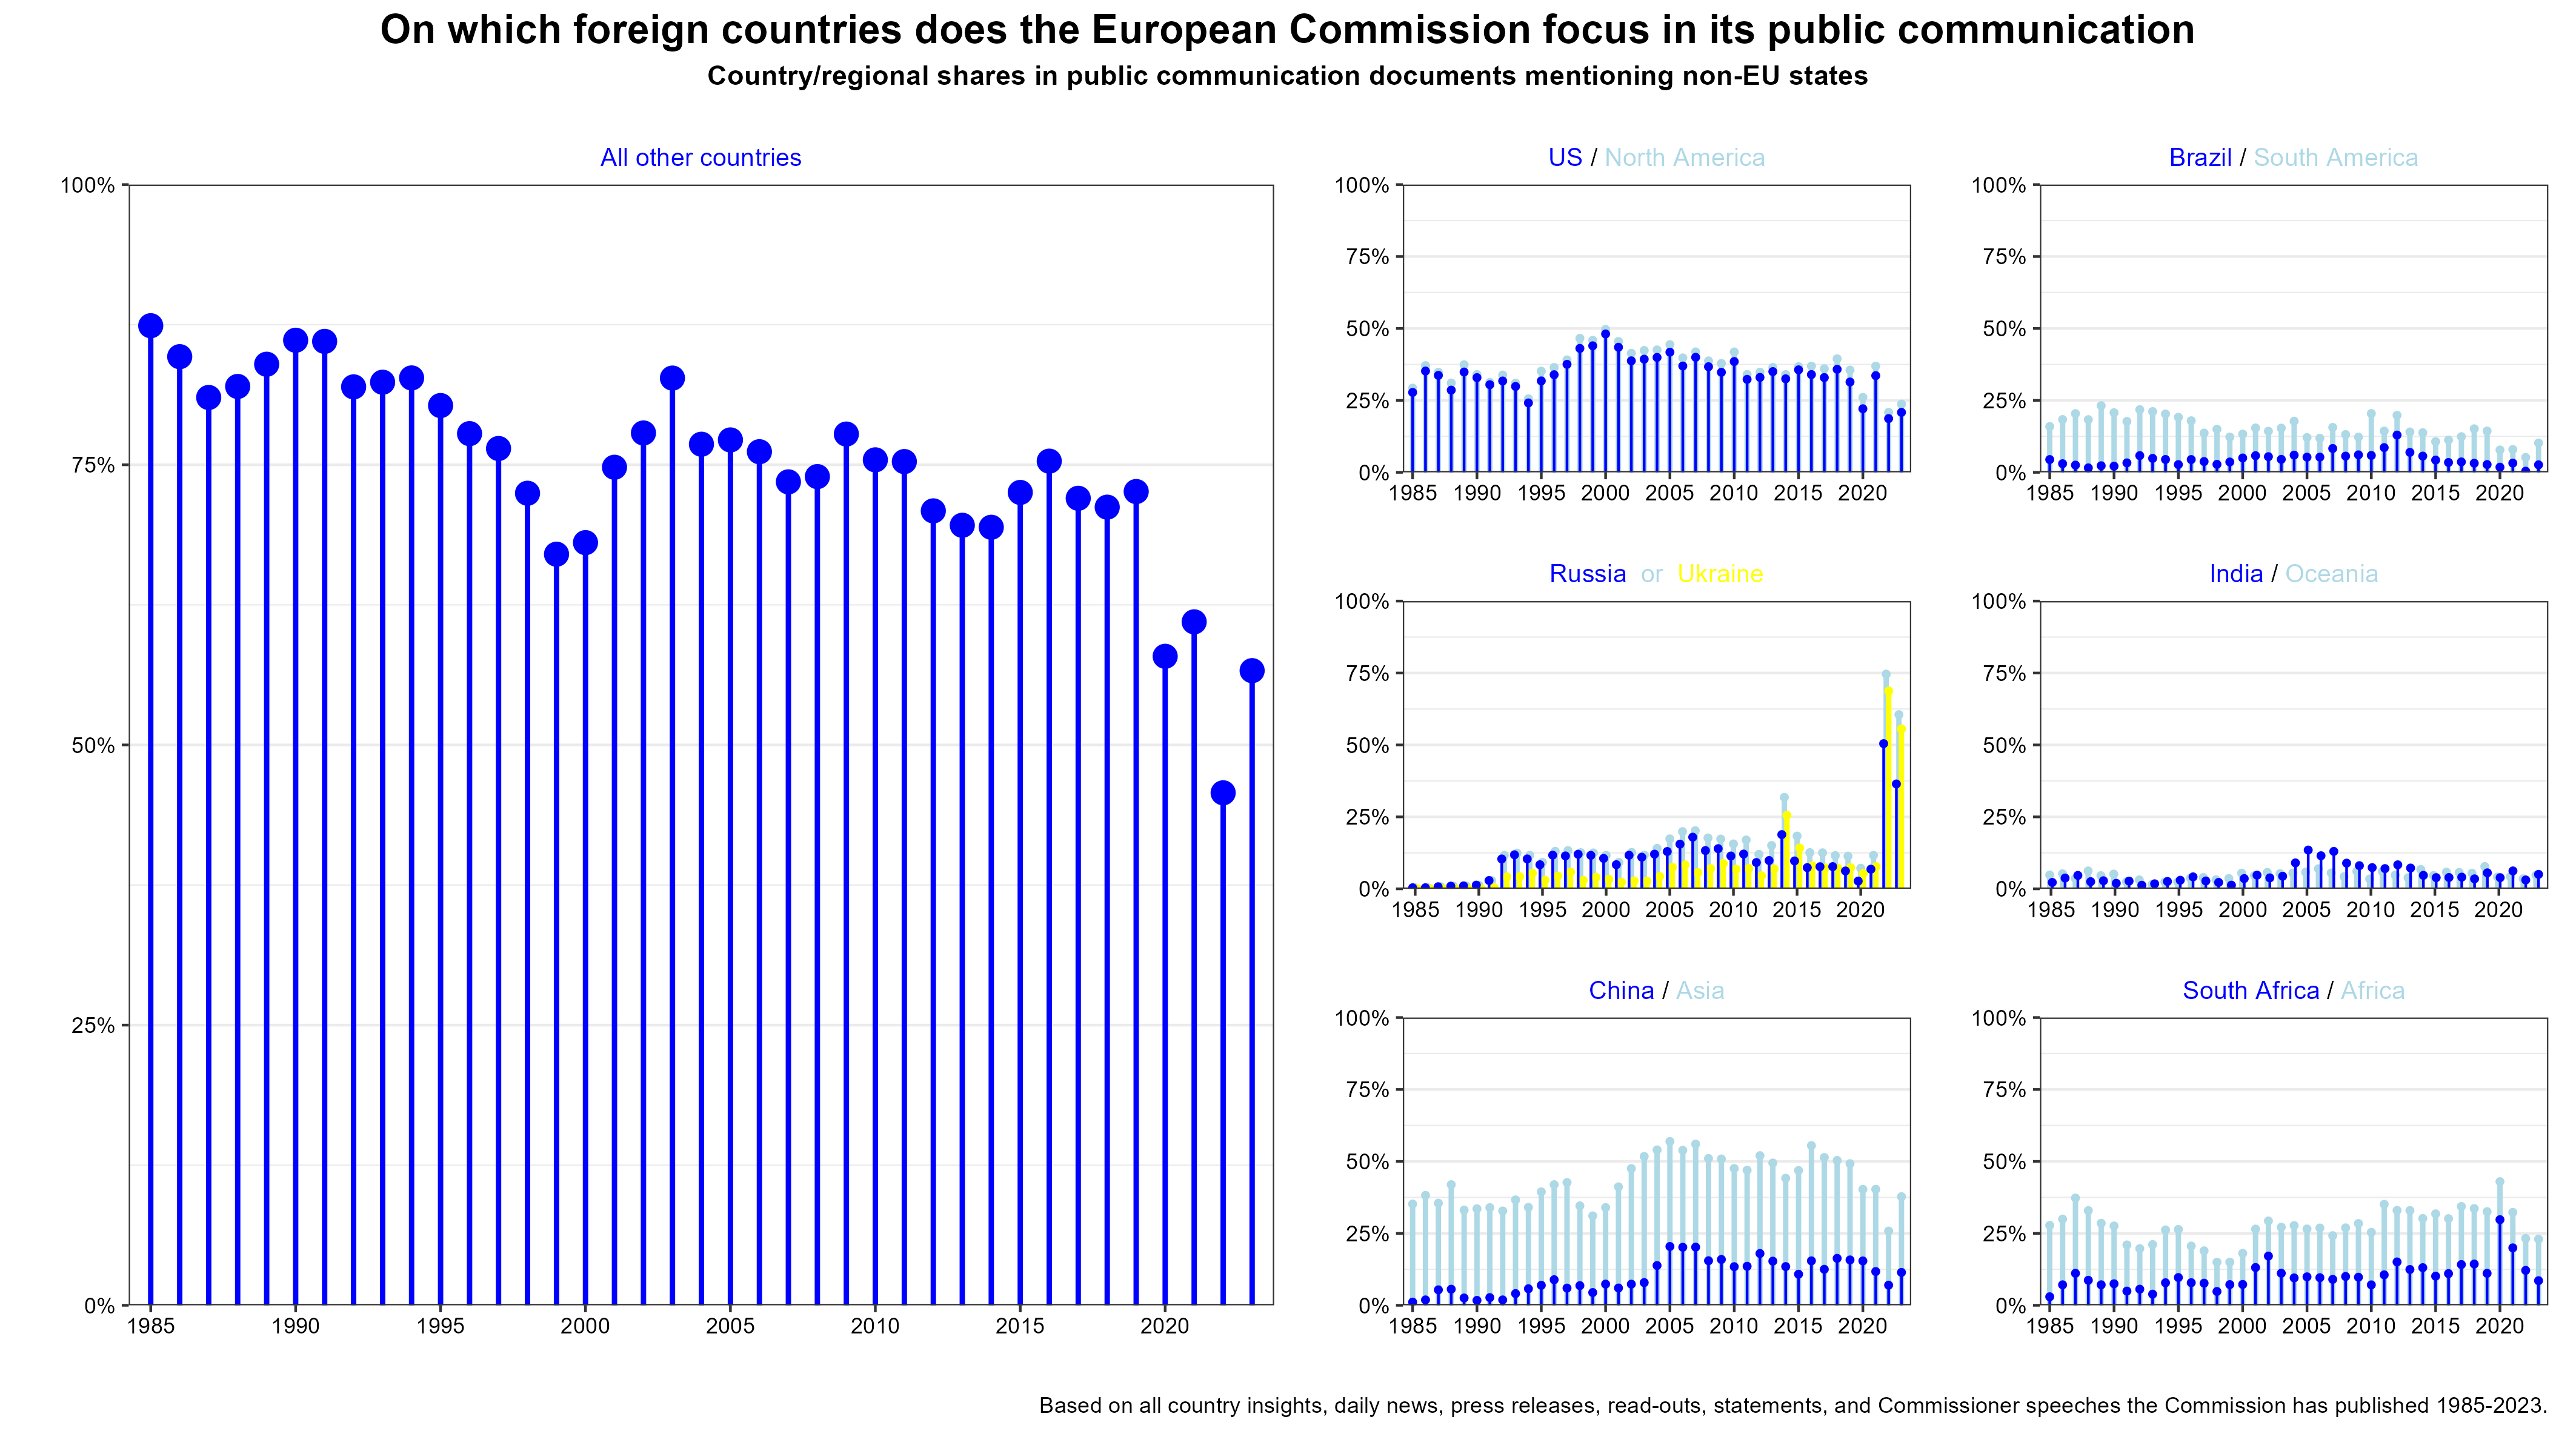 On which foreign countries does the European Commission focus in its public communication
Country/regional shares in public communication documents mentioning non-EU states
All other countries
100%
75%
50%
25%
0%
1985 1990 1995 2000 2005 2010 2015 2020
US / North America
100%
75%
50%
25%
0%
1985 1990 1995 2000 2005 2010 2015 2020
Brazil / South America
100%
75%
50%
25%
0%
1985 1990 1995 2000 2005 2010 2015 2020
Russia or Ukraine
100%
75%
50%
25%
0%
1985 1990 1995 2000 2005 2010 2015 2020
India / Oceania
100%
75%
50%
25%
0%
1985 1990 1995 2000 2005 2010 2015 2020
China / Asia
100%
75%
50%
25%
0%
1985 1990 1995 2000 2005 2010 2015 2020
South Africa / Africa
100%
75%
50%
25%
0%
1985 1990 1995 2000 2005 2010 2015 2020
Based on all country insights, daily news, press releases, read-outs, statements, and Commissioner speeches the Commission has published 1985-2023.